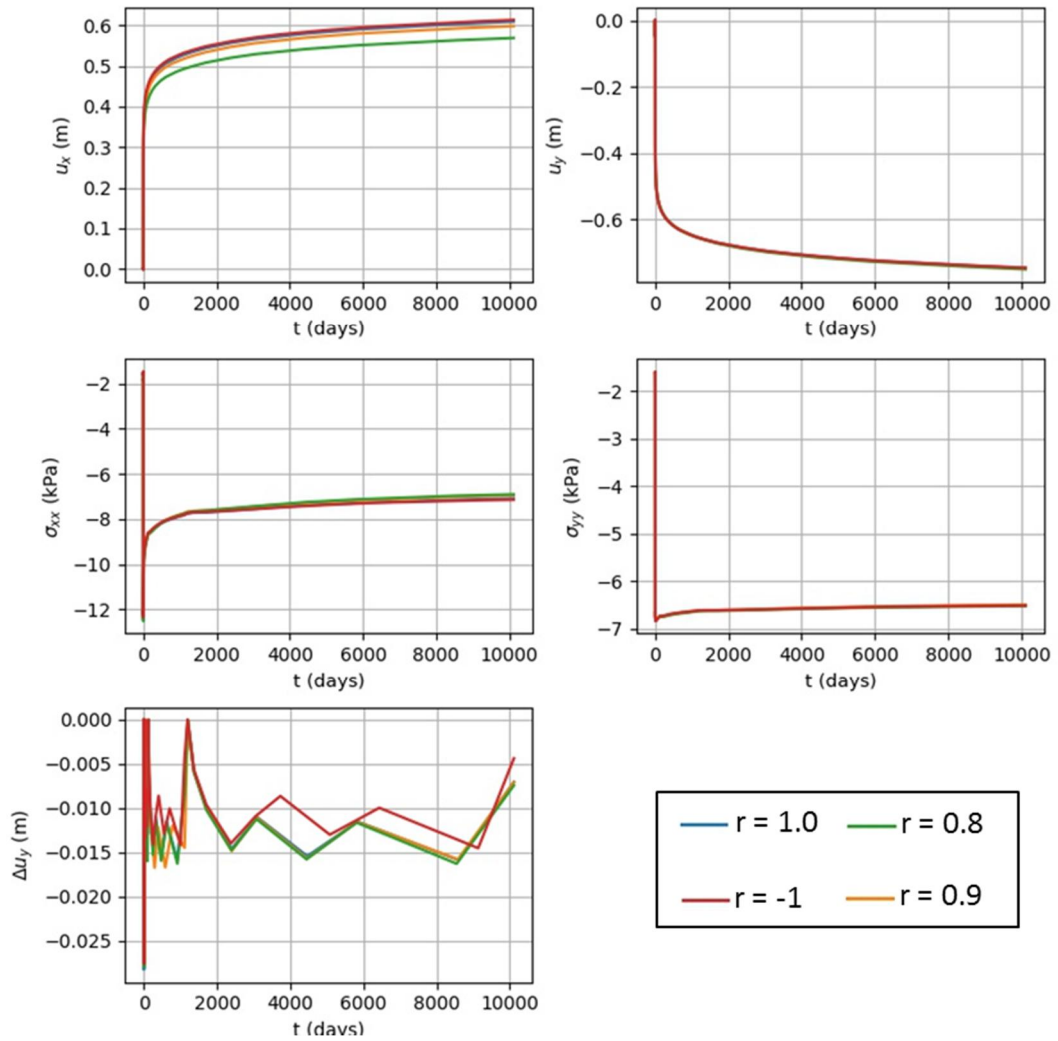 0.6
0.5
0.4
0.3
0.2
0.1
0.0
uₓ (m)
0 2000 4000 6000 8000 10000
t (days)
0.0
−0.2
−0.4
−0.6
u_y (m)
0 2000 4000 6000 8000 10000
t (days)
−2
−4
−6
−8
−10
−12
σₓₓ (kPa)
0 2000 4000 6000 8000 10000
t (days)
−2
−3
−4
−5
−6
−7
σ_yy (kPa)
0 2000 4000 6000 8000 10000
t (days)
0.000
−0.005
−0.010
−0.015
−0.020
−0.025
Δu_y (m)
0 2000 4000 6000 8000 10000
t (days)
r = 1.0 r = 0.8
r = -1 r = 0.9